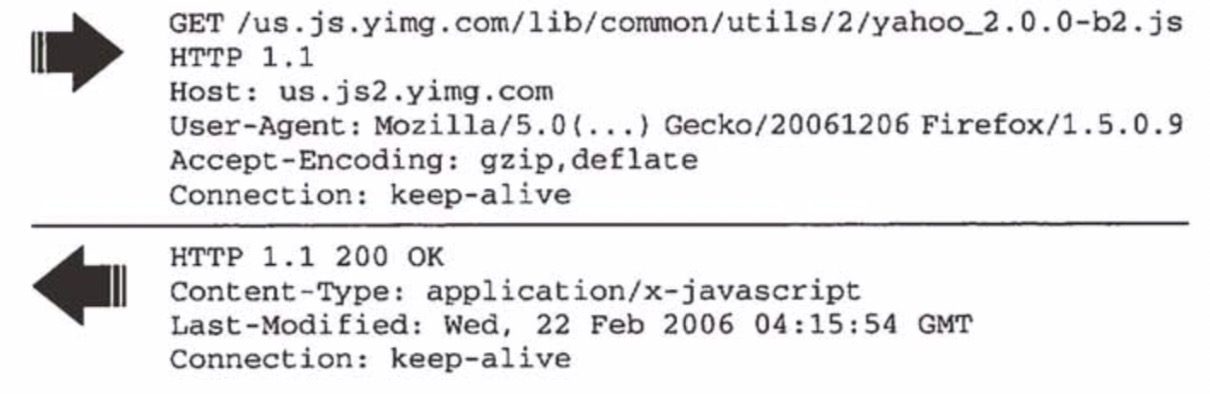 GET /us.js.yimg.com/lib/common/utils/2/yahoo_2.0.0-b2.js
HTTP 1.1
Host: us.js2.yimg.com
User-Agent: Mozilla/5.0(...) Gecko/20061206 Firefox/1.5.0.9
Accept-Encoding: gzip,deflate
Connection: keep-alive
HTTP 1.1 200 OK
Content-Type: application/x-javascript
Last-Modified: Wed, 22 Feb 2006 04:15:54 GMT
Connection: keep-alive